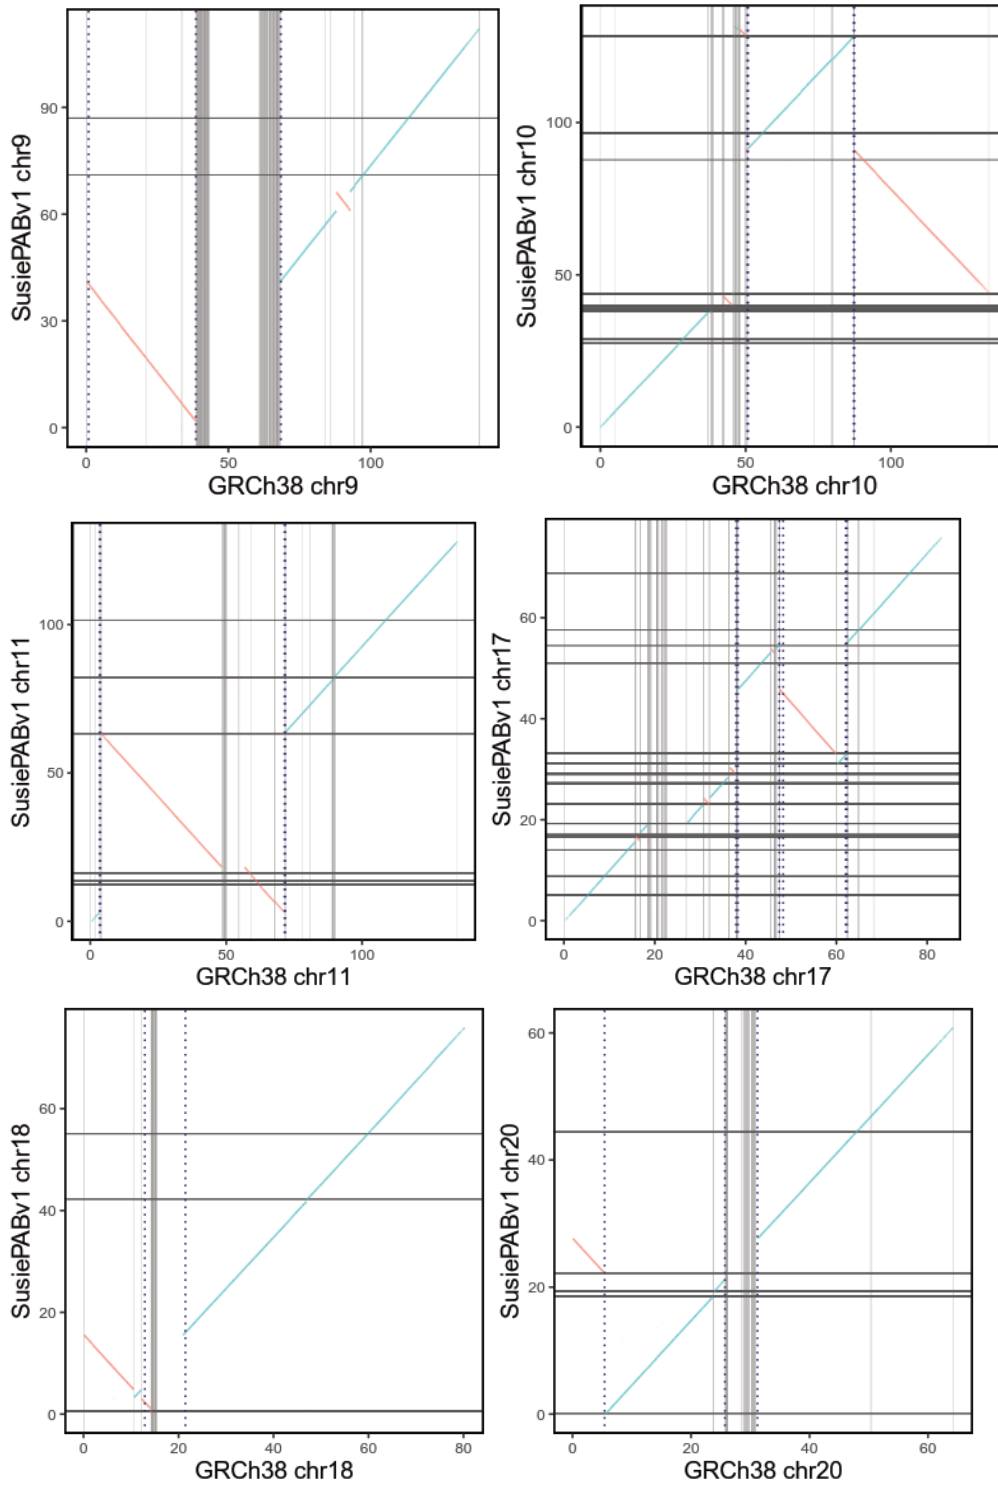 90
60
30
0
SusiePABv1 chr9
0 50 100
GRCh38 chr9
100
50
0
SusiePABv1 chr10
0 50 100
GRCh38 chr10
100
50
0
SusiePABv1 chr11
0 50 100
GRCh38 chr11
60
40
20
0
SusiePABv1 chr17
0 20 40 60 80
GRCh38 chr17
60
40
20
0
SusiePABv1 chr18
0 20 40 60 80
GRCh38 chr18
60
40
20
0
SusiePABv1 chr20
0 20 40 60
GRCh38 chr20